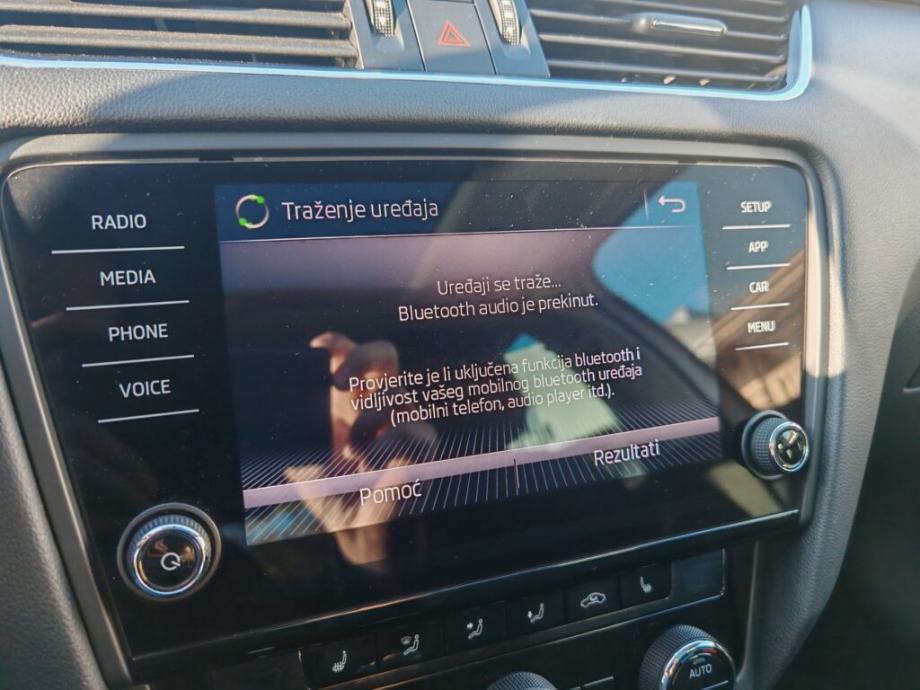 Traženje uređaja
RADIO
MEDIA
PHONE
VOICE
SETUP
APP
CAR
MENU
Uređaji se traže...
Bluetooth audio je prekinut.
Provjerite je li uključena funkcija bluetooth i
vidljivost vašeg mobilnog bluetooth uređaja
(mobilni telefon, audio player itd.).
Pomoć
Rezultati
AUTO